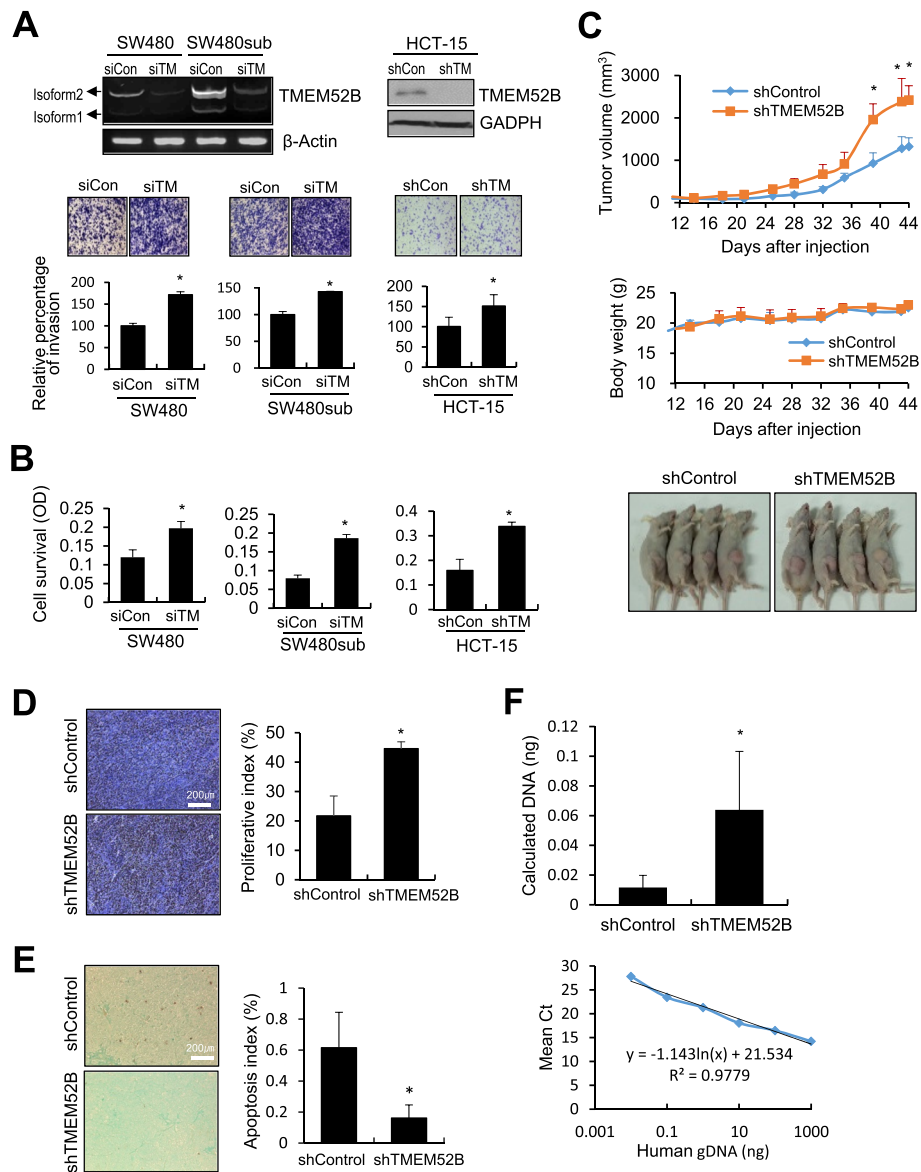 A
SW480 SW480sub
siCon siTM siCon siTM
Isoform2
Isoform1
TMEM52B
β-Actin
HCT-15
shCon shTM
TMEM52B
GADPH
siCon siTM siCon siTM shCon shTM
Relative percentage
of invasion
200
150
100
50
0
*
siCon siTM
SW480
150
100
50
0
*
siCon siTM
SW480sub
200
150
100
50
0
*
shCon shTM
HCT-15
B
Cell survival (OD)
0.25
0.2
0.15
0.1
0.05
0
*
siCon siTM
SW480
0.25
0.2
0.15
0.1
0.05
0
*
siCon siTM
SW480sub
0.4
0.3
0.2
0.1
0
*
shCon shTM
HCT-15
C
Tumor volume (mm3)
3000
2000
1000
0
shControl
shTMEM52B
* * *
12 16 20 24 28 32 36 40 44
Days after injection
Body weight (g)
25
20
15
10
shControl
shTMEM52B
12 16 20 24 28 32 36 40 44
Days after injection
shControl shTMEM52B
D
shControl
200㎛
shTMEM52B
Proliferative index (%)
50
40
30
20
10
0
*
shControl shTMEM52B
E
shControl
200㎛
shTMEM52B
Apoptosis index (%)
1
0.8
0.6
0.4
0.2
0
*
shControl shTMEM52B
F
Calculated DNA (ng)
0.12
0.1
0.08
0.06
0.04
0.02
0
*
shControl shTMEM52B
Mean Ct
30
25
20
15
10
5
0
y = -1.143ln(x) + 21.534
R² = 0.9779
0.001 0.1 10 1000
Human gDNA (ng)